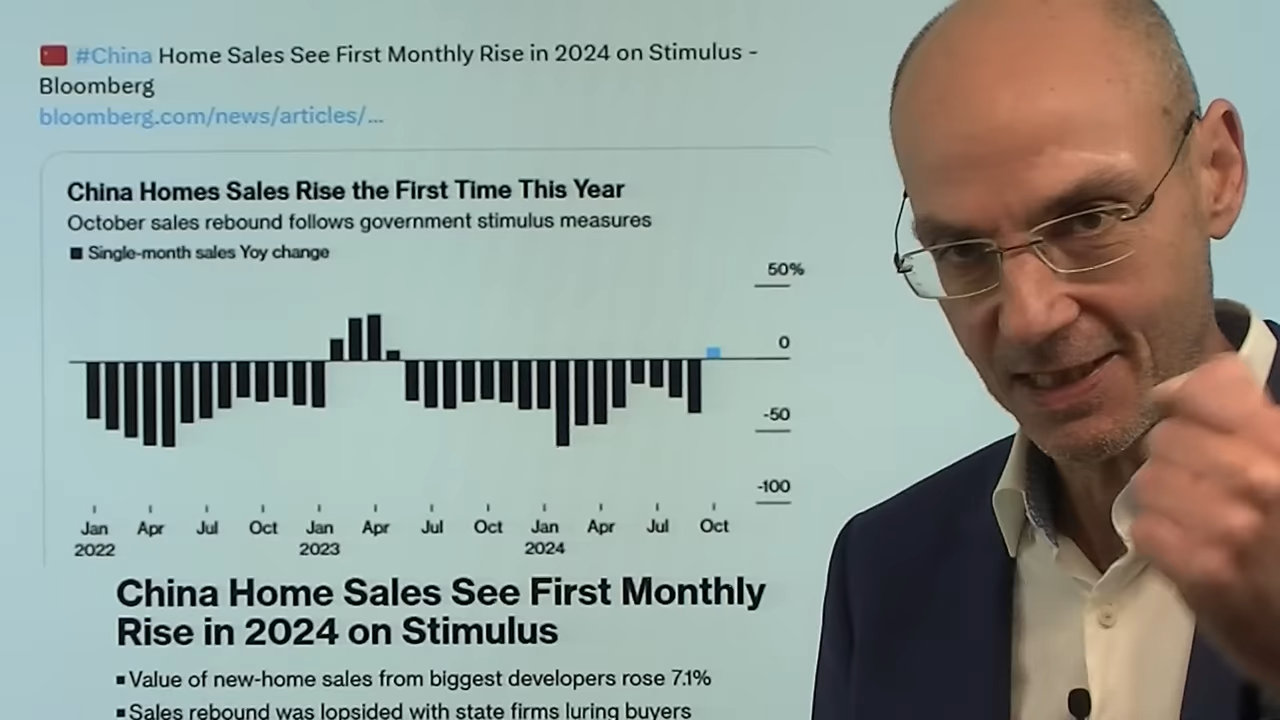 #China Home Sales See First Monthly Rise in 2024 on Stimulus -
Bloomberg
bloomberg.com/news/articles/...
China Homes Sales Rise the First Time This Year
October sales rebound follows government stimulus measures
Single-month sales Yoy change
50%
0
-50
-100
Jan Apr Jul Oct Jan Apr Jul Oct Jan Apr Jul Oct
2022 2023 2024
China Home Sales See First Monthly
Rise in 2024 on Stimulus
▪Value of new-home sales from biggest developers rose 7.1%
▪Sales rebound was lopsided with state firms luring buyers